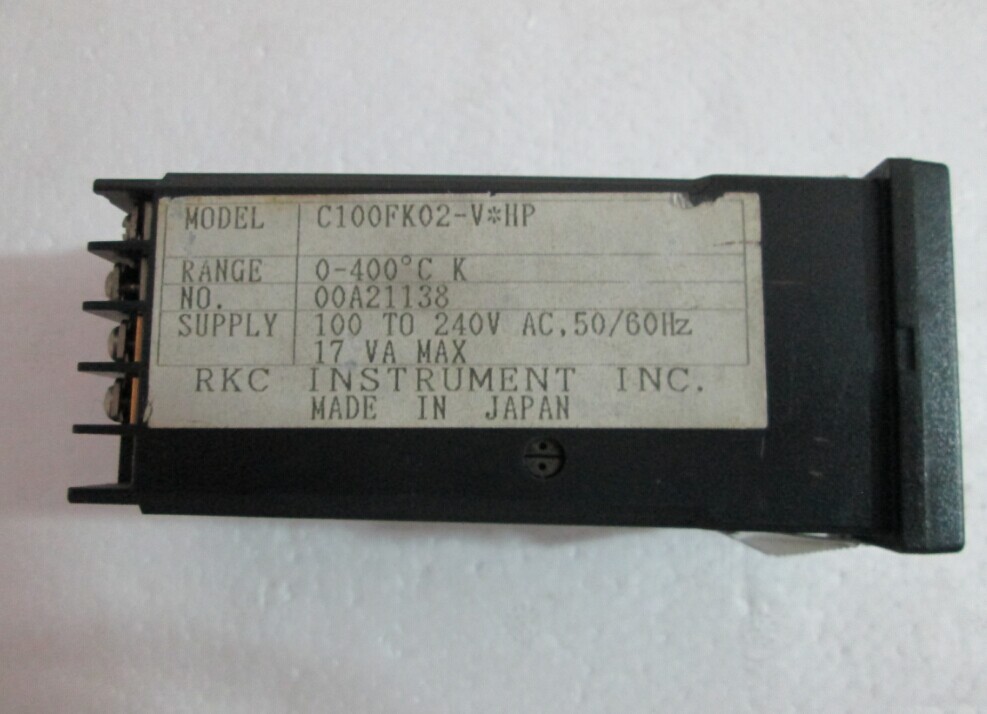 MODEL C100FK02-V*HP
RANGE 0-400°C K
NO. 00A21138
SUPPLY 100 TO 240V AC,50/60Hz
17 VA MAX
RKC INSTRUMENT INC.
MADE IN JAPAN